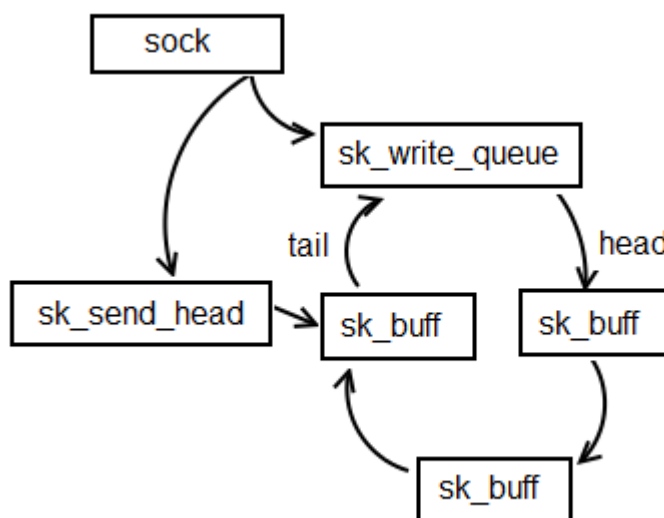 sock
sk_write_queue
tail
head
sk_send_head
sk_buff
sk_buff
sk_buff